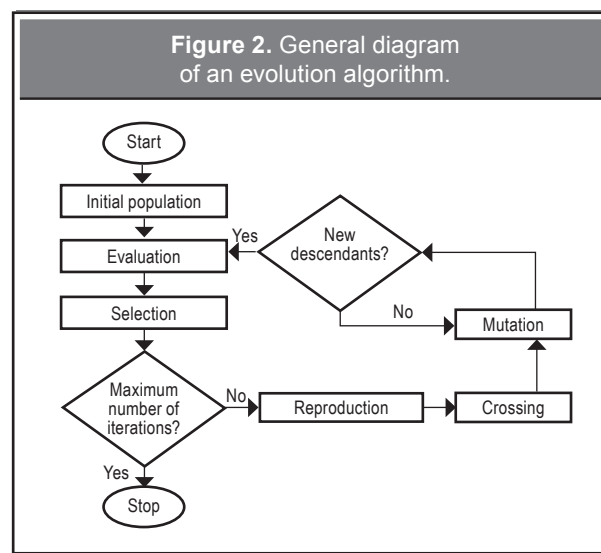 Figure 2. General diagram
of an evolution algorithm.
Start
Initial population
Evaluation
Yes
New
descendants?
Selection
No
Mutation
Maximum
number of
iterations?
No
Reproduction
Crossing
Yes
Stop